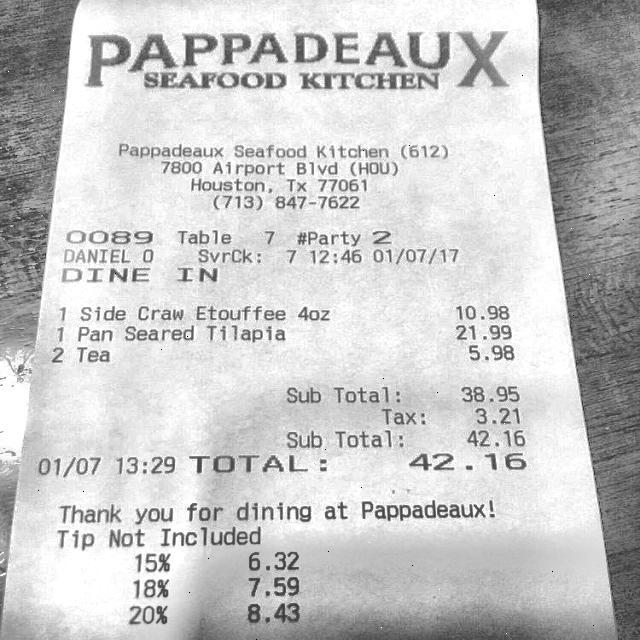 PAPPADEAUX
SEAFOOD KITCHEN
Pappadeaux Seafood Kitchen (612)
7800 Airport Blvd (HOU)
Houston, Tx 77061
(713) 847-7622
0089 Table 7 #Party 2
DANIEL O SvrCk: 7 12:46 01/07/17
DINE IN
1 Side Craw Etouffee 4oz 10.98
1 Pan Seared Tilapia 21.99
2 Tea 5.98
Sub Total: 38.95
Tax: 3.21
Sub Total: 42.16
01/07 13:29 TOTAL: 42.16
Thank you for dining at Pappadeaux!
Tip Not Included
15% 6.32
18% 7.59
20% 8.43